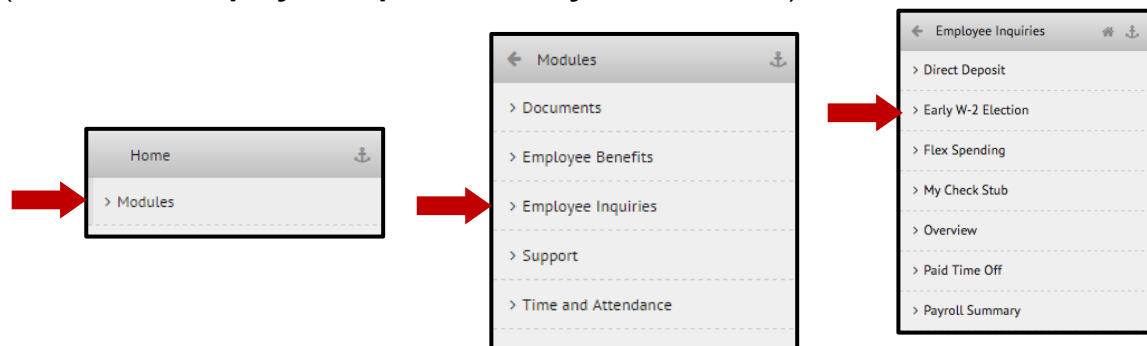 Home
> Modules
Modules
> Documents
> Employee Benefits
> Employee Inquiries
> Support
> Time and Attendance
Employee Inquiries
> Direct Deposit
> Early W-2 Election
> Flex Spending
> My Check Stub
> Overview
> Paid Time Off
> Payroll Summary